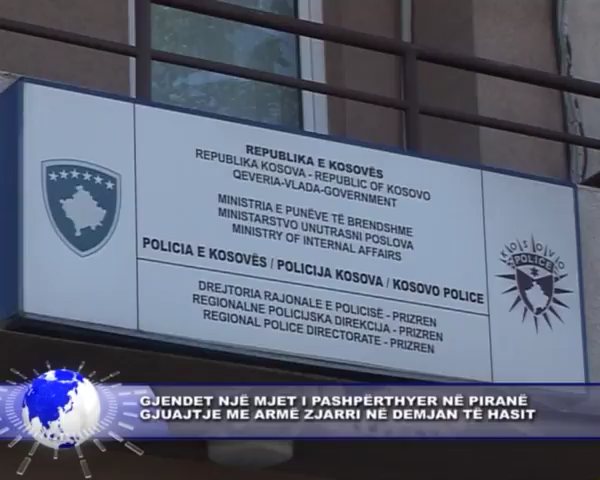 REPUBLIKA E KOSOVËS
REPUBLIKA KOSOVA - REPUBLIC OF KOSOVO
QEVERIA-VLADA-GOVERNMENT
MINISTRIA E PUNËVE TË BRENDSHME
MINISTARSTVO UNUTRASNI POSLOVA
MINISTRY OF INTERNAL AFFAIRS
POLICIA E KOSOVËS / POLICIJA KOSOVA / KOSOVO POLICE
DREJTORIA RAJONALE E POLICISË - PRIZREN
REGIONALNE POLICIJSKA DIREKCIJA - PRIZREN
REGIONAL POLICE DIRECTORATE - PRIZREN
KOSOVO
POLICE
GJENDET NJË MJET I PASHPËRTHYER NË PIRANË
GJUAJTJE ME ARMË ZJARRI NË DEMJAN TË HASIT